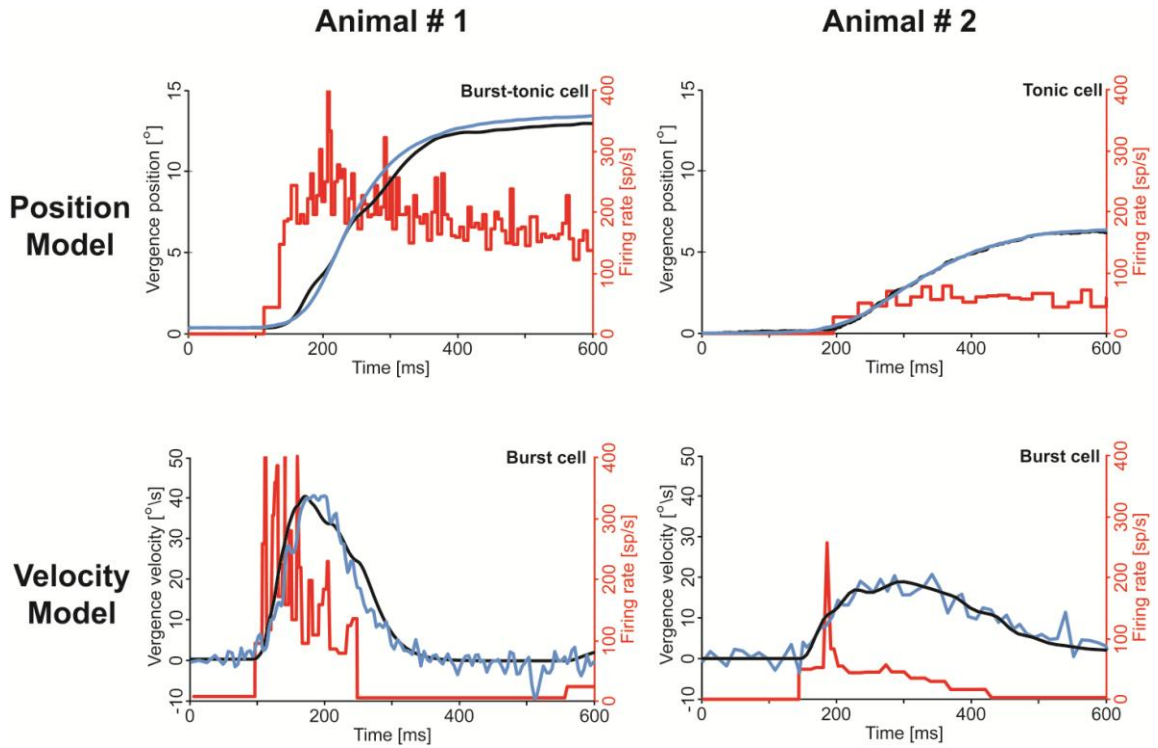 Animal # 1
Animal # 2
Position
Model
Burst-tonic cell
Vergence position [°]
15
10
5
0
400
300
200
100
0
Firing rate [sp/s]
0
200
400
600
Time [ms]
Tonic cell
Vergence position [°]
15
10
5
0
400
300
200
100
0
Firing rate [sp/s]
0
200
400
600
Time [ms]
Velocity
Model
Burst cell
Vergence velocity [°\s]
50
40
30
20
10
0
-10
400
300
200
100
0
Firing rate [sp/s]
0
200
400
600
Time [ms]
Burst cell
Vergence velocity [°\s]
50
40
30
20
10
0
-10
400
300
200
100
0
Firing rate [sp/s]
0
200
400
600
Time [ms]